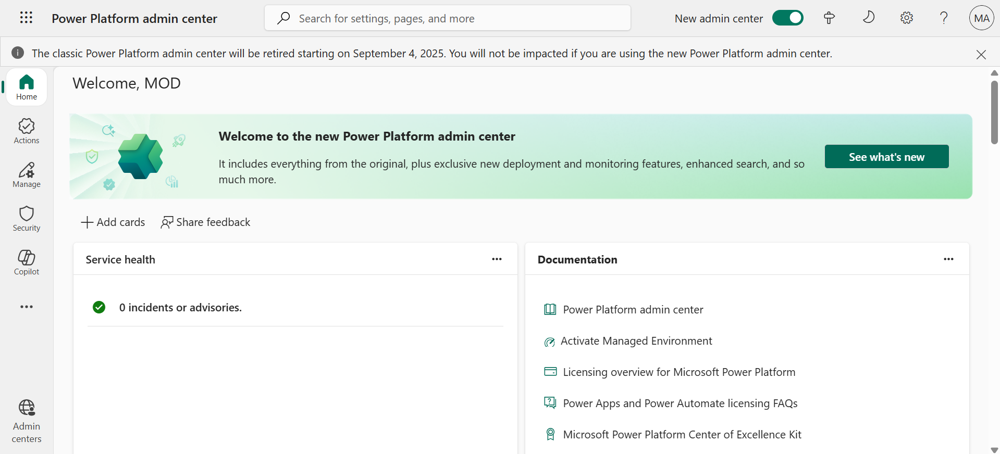 Power Platform admin center
Search for settings, pages, and more
New admin center
MA
The classic Power Platform admin center will be retired starting on September 4, 2025. You will not be impacted if you are using the new Power Platform admin center.
Home
Actions
Manage
Security
Copilot
Admin
centers
Welcome, MOD
Welcome to the new Power Platform admin center
It includes everything from the original, plus exclusive new deployment and monitoring features, enhanced search, and so
much more.
See what's new
Add cards
Share feedback
Service health
0 incidents or advisories.
Documentation
Power Platform admin center
Activate Managed Environment
Licensing overview for Microsoft Power Platform
Power Apps and Power Automate licensing FAQs
Microsoft Power Platform Center of Excellence Kit